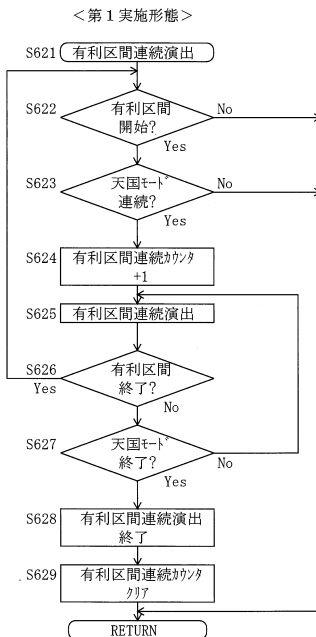 <第1実施形態>
S621 有利区間連続演出
S622 有利区間
開始?
No
Yes
S623 天国モード
連続?
No
Yes
S624 有利区間連続カウンタ
+1
S625 有利区間連続演出
S626 有利区間
終了?
Yes
No
S627 天国モード
終了?
No
Yes
S628 有利区間連続演出
終了
S629 有利区間連続カウンタ
クリア
RETURN